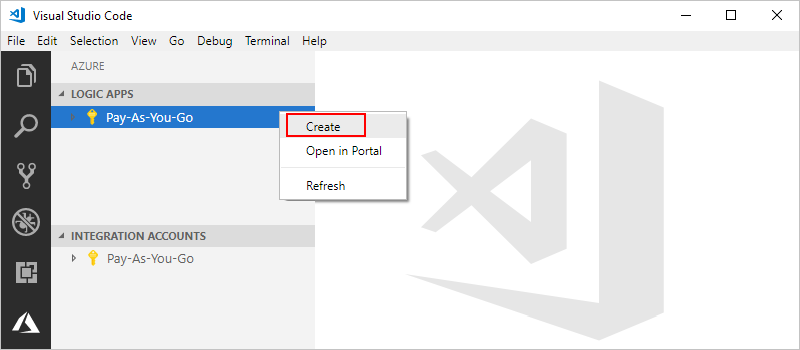 Visual Studio Code
File Edit Selection View Go Debug Terminal Help
AZURE
LOGIC APPS
Pay-As-You-Go
Create
Open in Portal
Refresh
INTEGRATION ACCOUNTS
Pay-As-You-Go